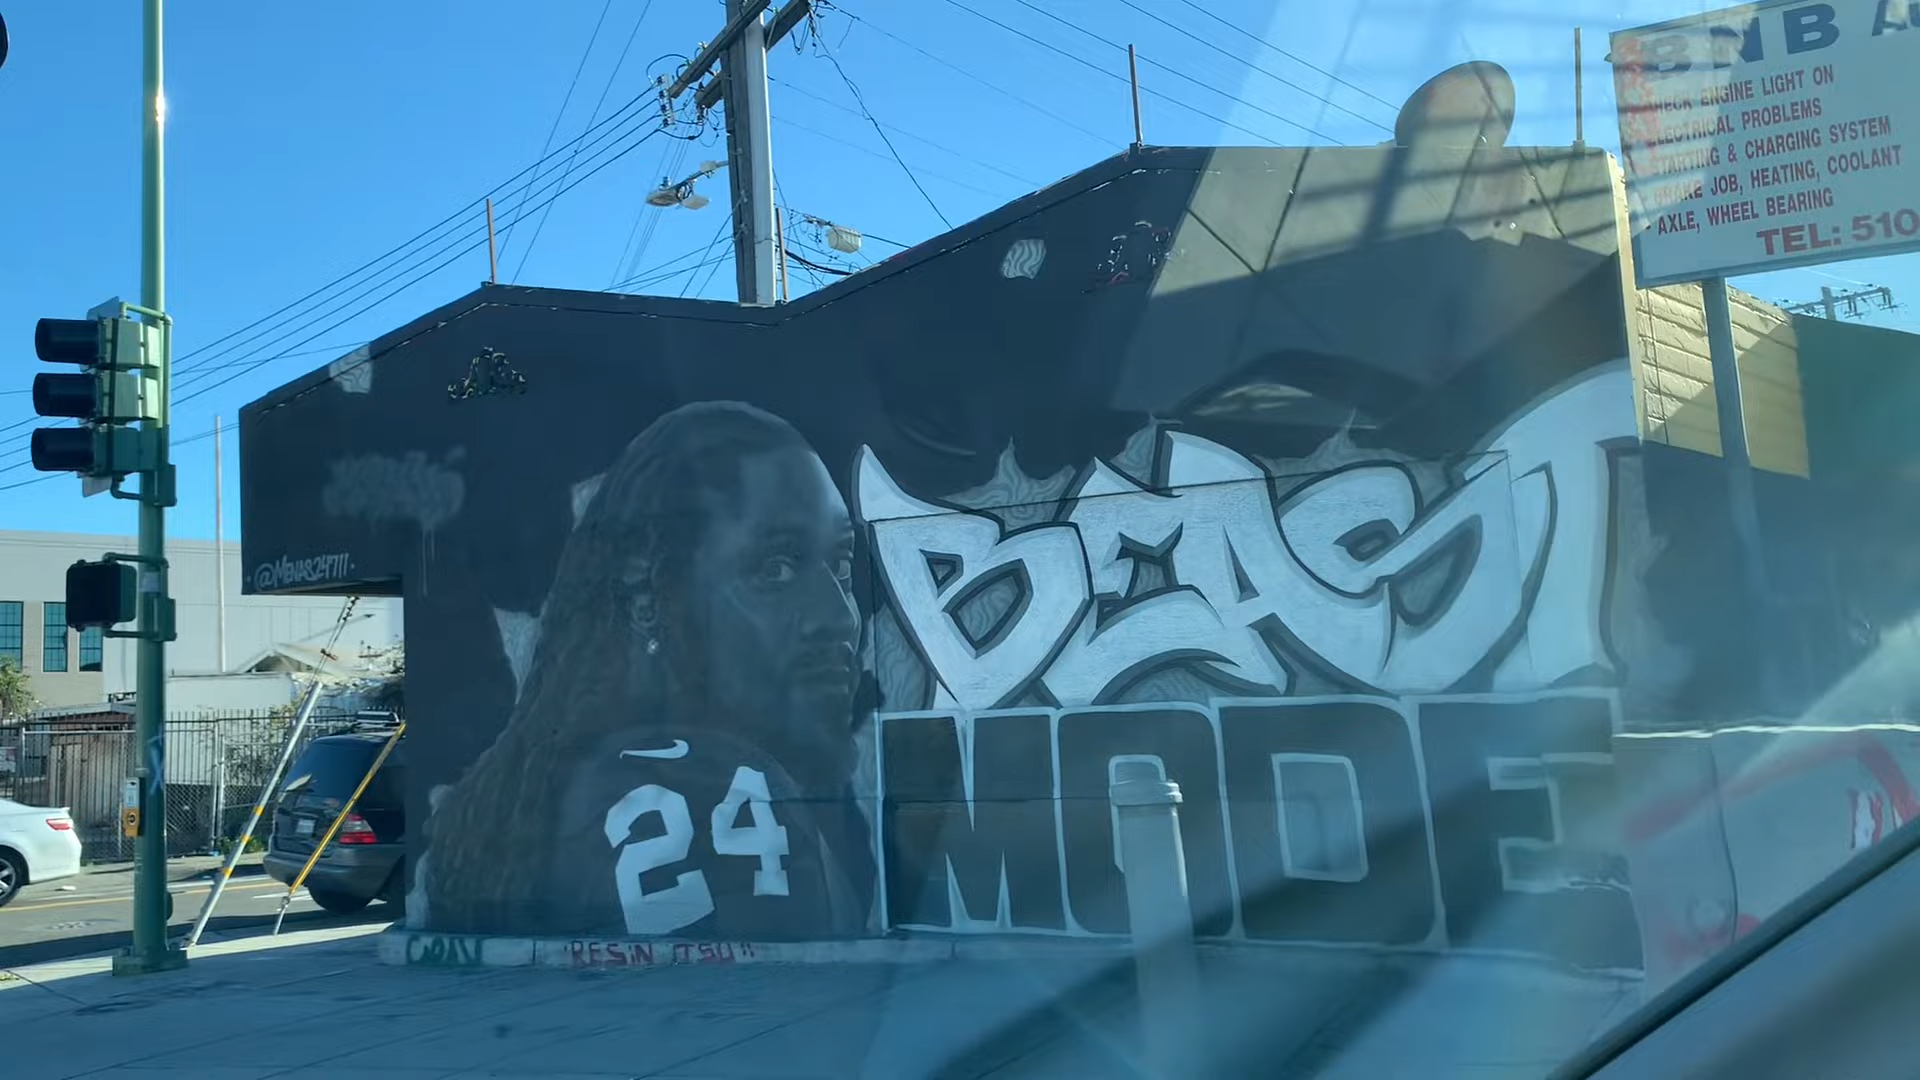 BNB
CHECK ENGINE LIGHT ON
ELECTRICAL PROBLEMS
STARTING & CHARGING SYSTEM
BRAKE JOB, HEATING, COOLANT
AXLE, WHEEL BEARING
TEL: 510
BEAST
MODE
24
@MENAS24711
RESIN